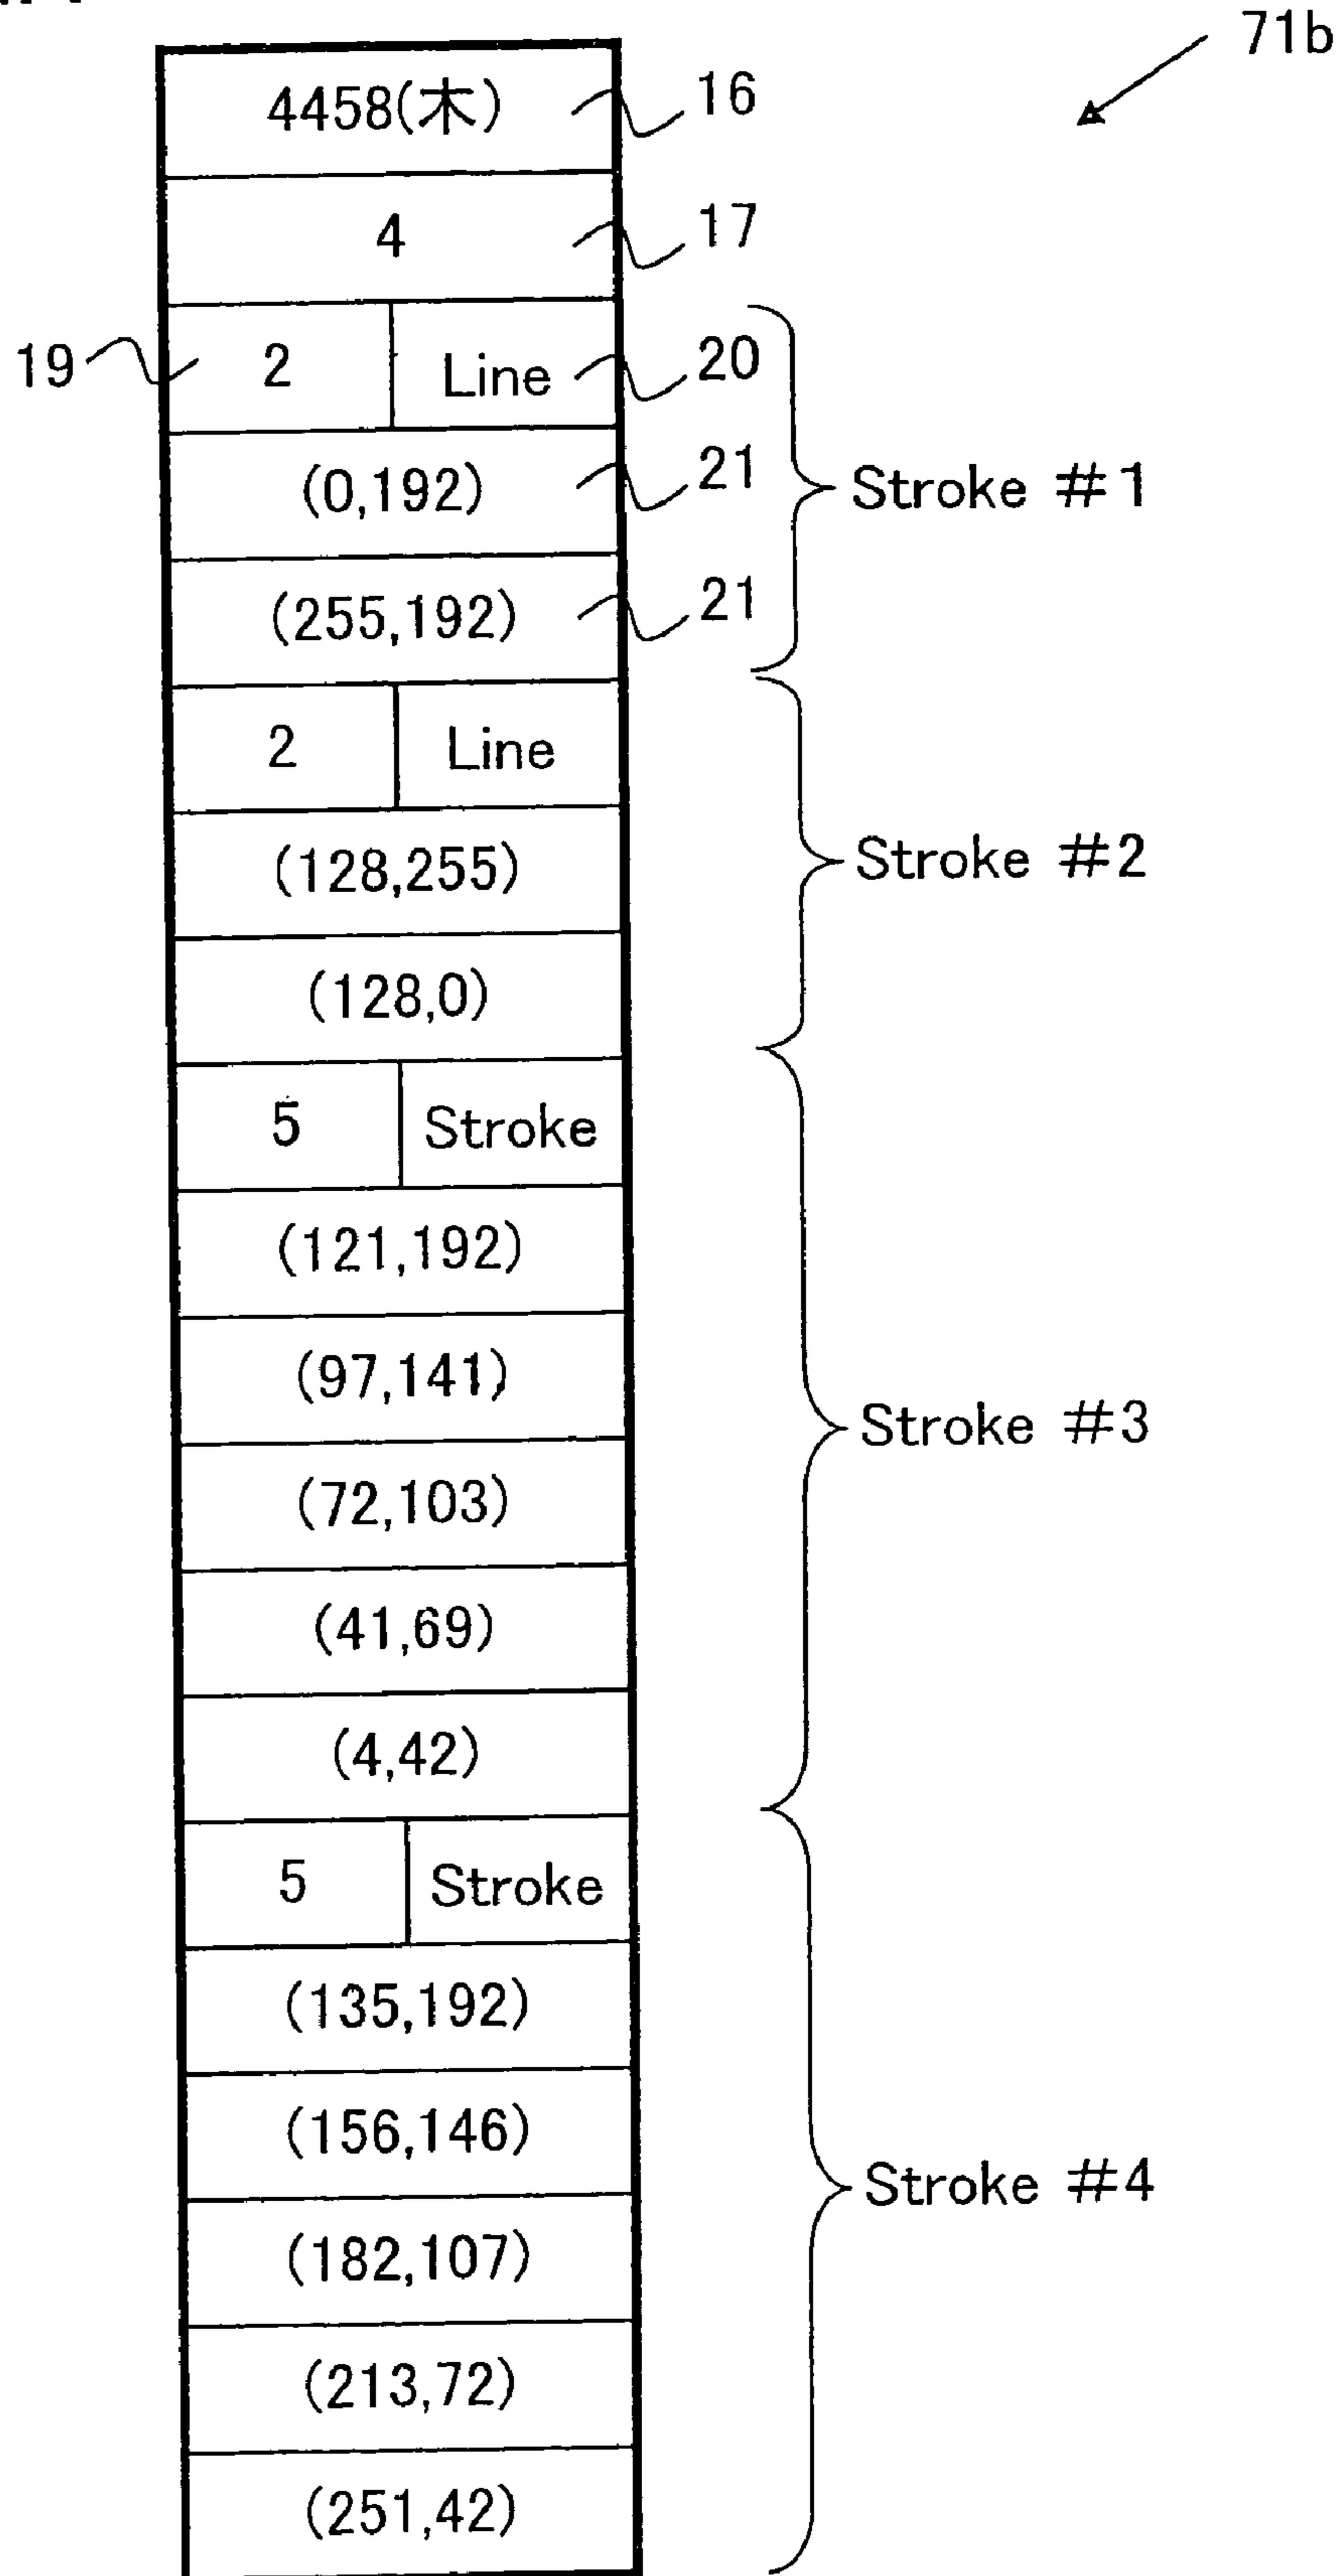 71b
4458(木) 16
4 17
19 2 Line 20
(0,192) 21 Stroke #1
(255,192) 21
2 Line
(128,255) Stroke #2
(128,0)
5 Stroke
(121,192)
(97,141)
(72,103) Stroke #3
(41,69)
(4,42)
5 Stroke
(135,192)
(156,146)
(182,107) Stroke #4
(213,72)
(251,42)